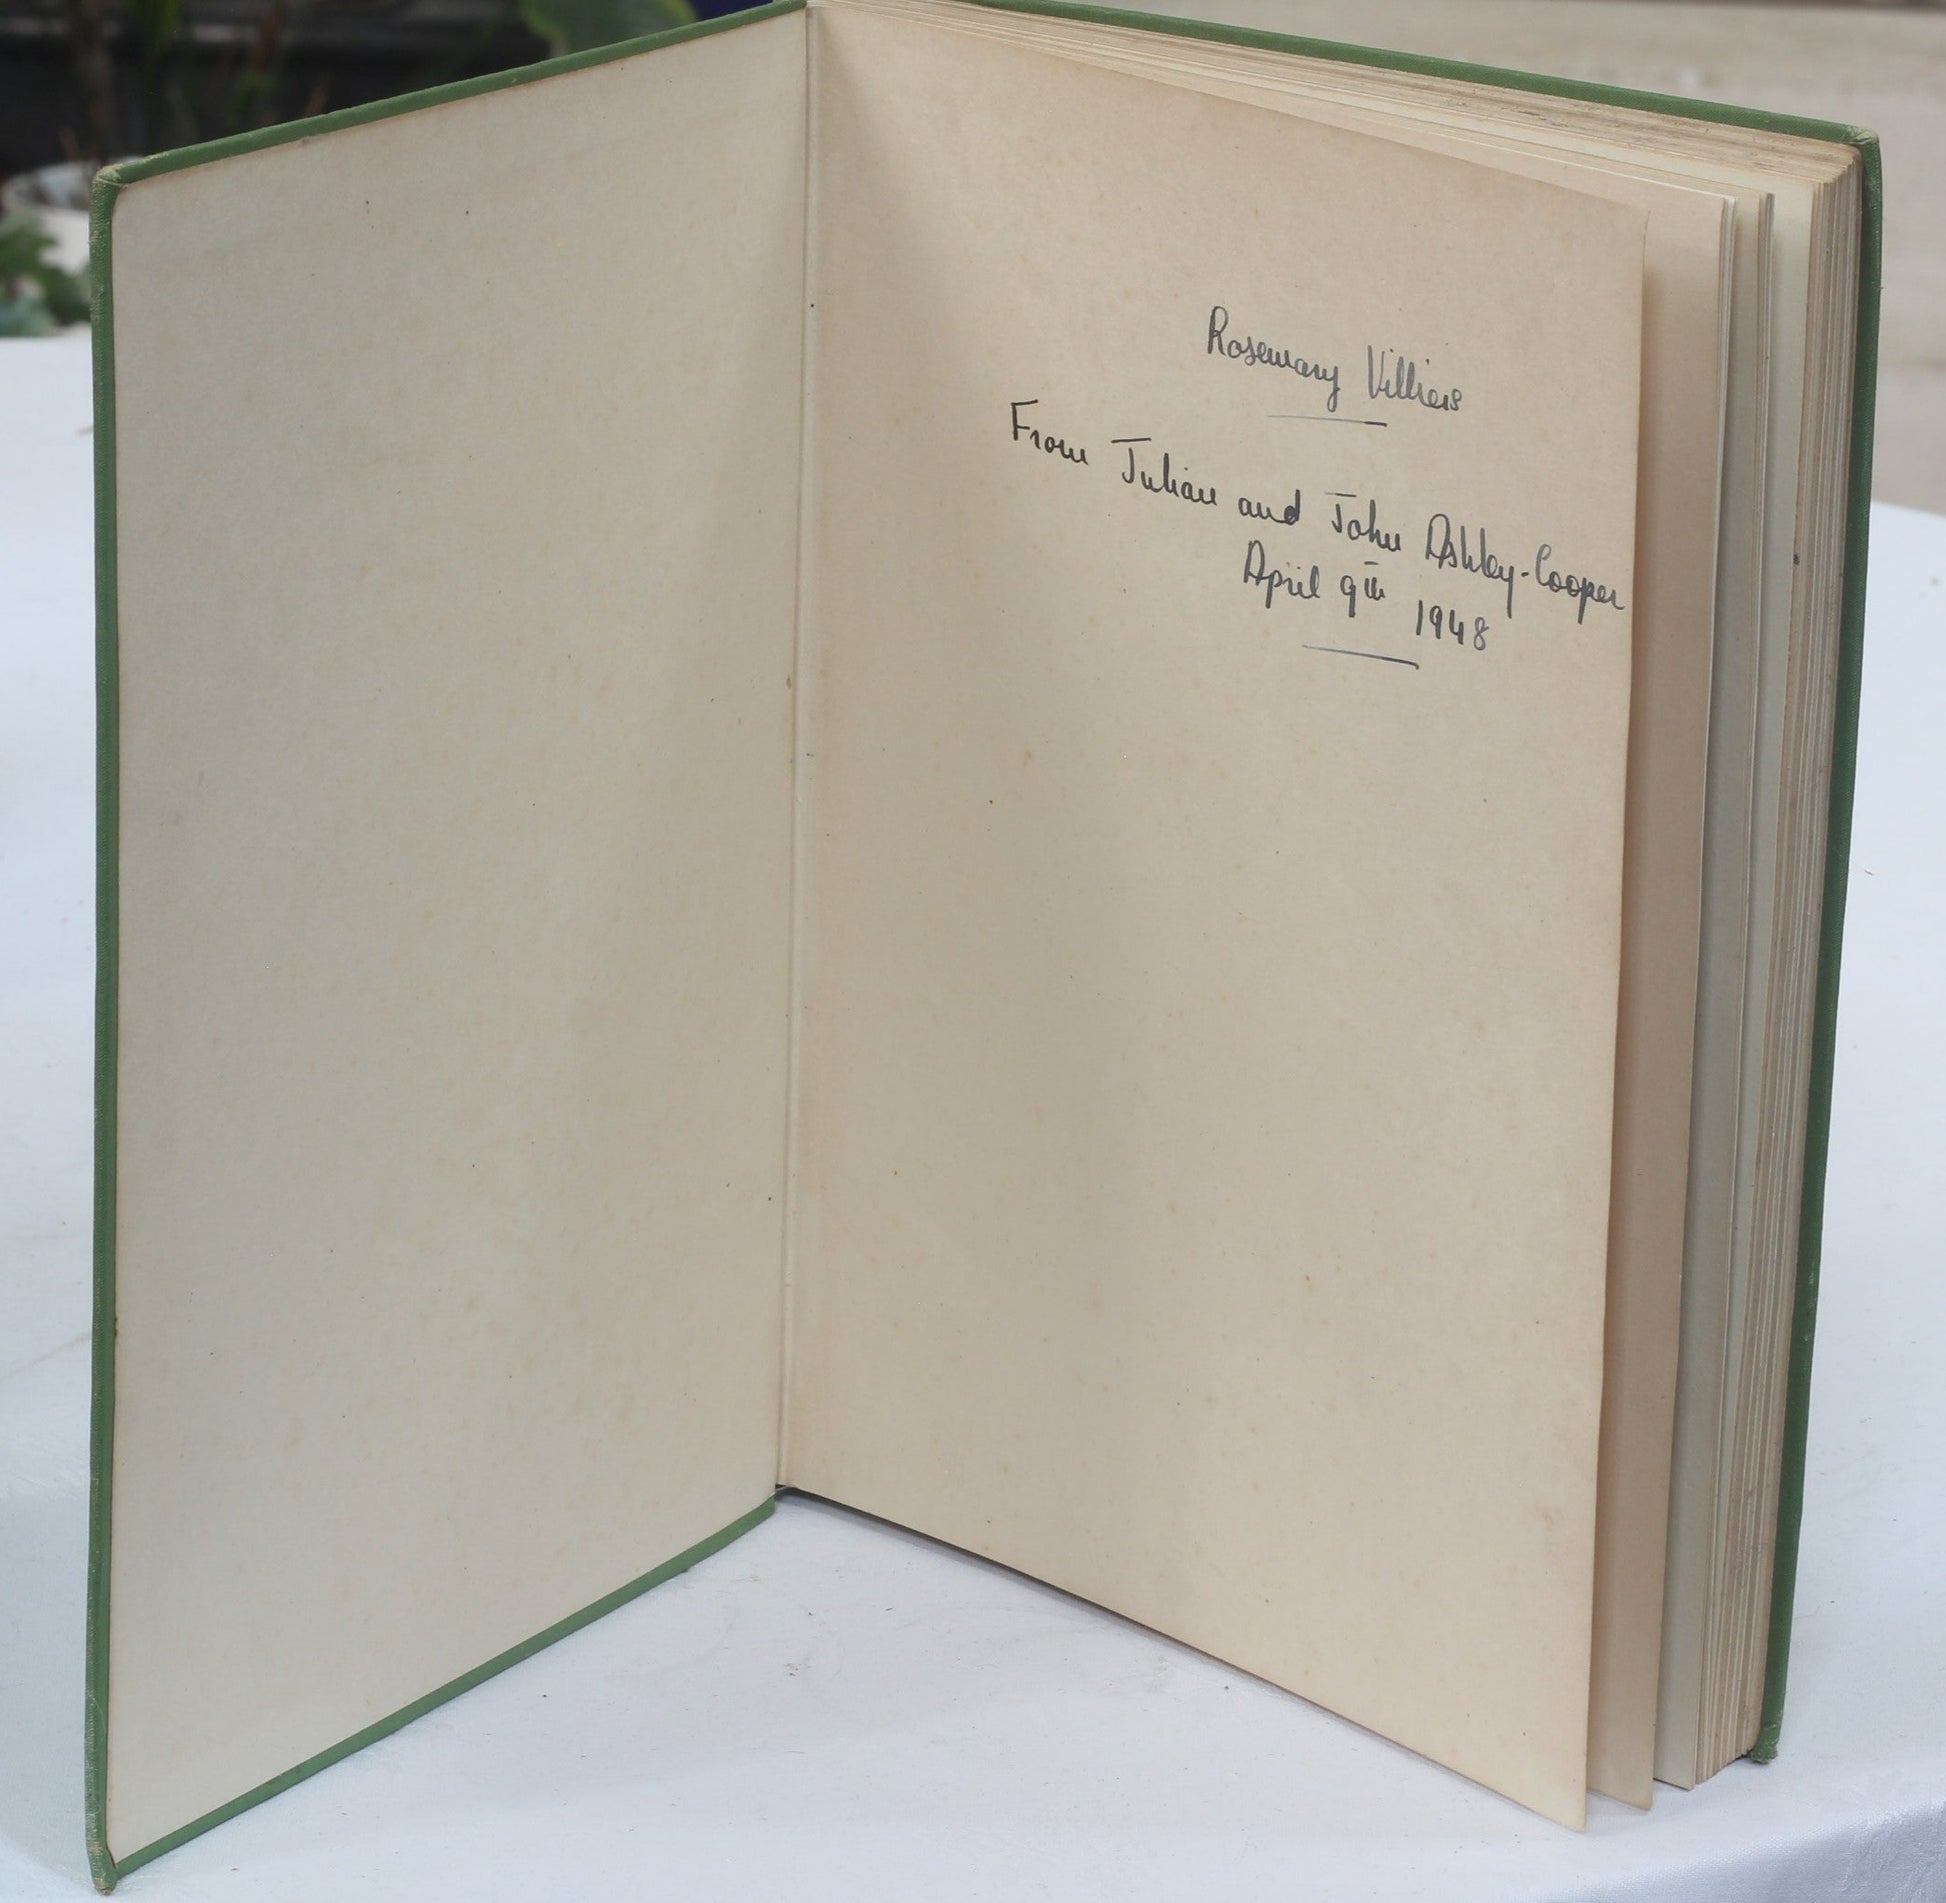 Rosemary Villiers
From Julian and John Ashley-Cooper
April 9th 1948